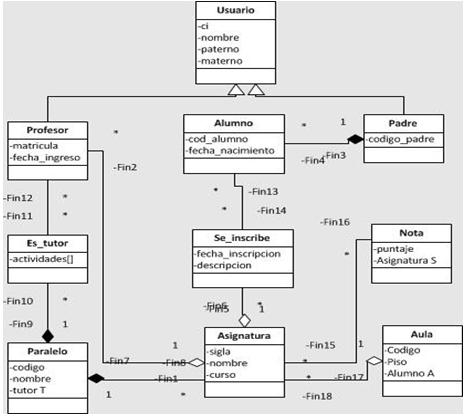 Usuario
-ci
-nombre
-paterno
-materno
Profesor
-matricula
-fecha_ingreso
*
-Fin2
Alumno
-cod_alumno
-fecha_nacimiento
*
1
-Fin4
-Fin3
Padre
-codigo_padre
-Fin12
*
-Fin11
*
*
-Fin13
*
-Fin14
Es_tutor
-actividades[]
Se_inscribe
-fecha_inscripcion
-descripcion
-Fin16
*
Nota
-puntaje
-Asignatura S
-Fin10
*
-Fin9
1
*
-Fin6
-Fin5
1
Paralelo
-codigo
-nombre
-tutor T
1
-Fin7
-Fin8
-Fin1
1
*
Asignatura
-sigla
-nombre
-curso
-Fin15
*
1
-Fin17
*
-Fin18
Aula
-Codigo
-Piso
-Alumno A